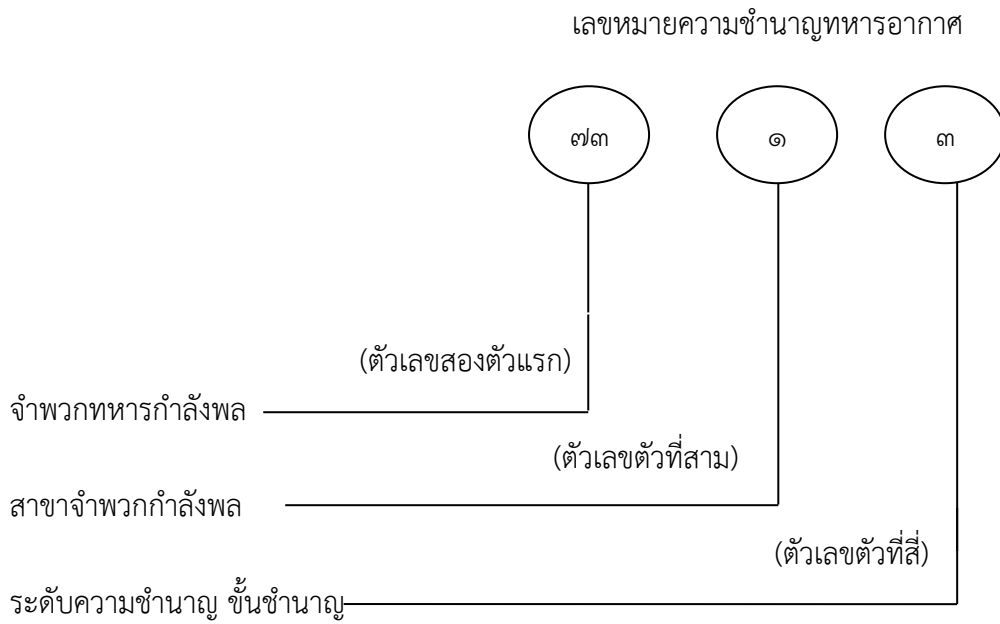 เลขหมายความชำนาญทหารอากาศ
๗๓ ๑ ๓
(ตัวเลขสองตัวแรก)
จำพวกทหารกำลังพล
(ตัวเลขตัวที่สาม)
สาขาจำพวกกำลังพล
(ตัวเลขตัวที่สี่)
ระดับความชำนาญ ขั้นชำนาญ